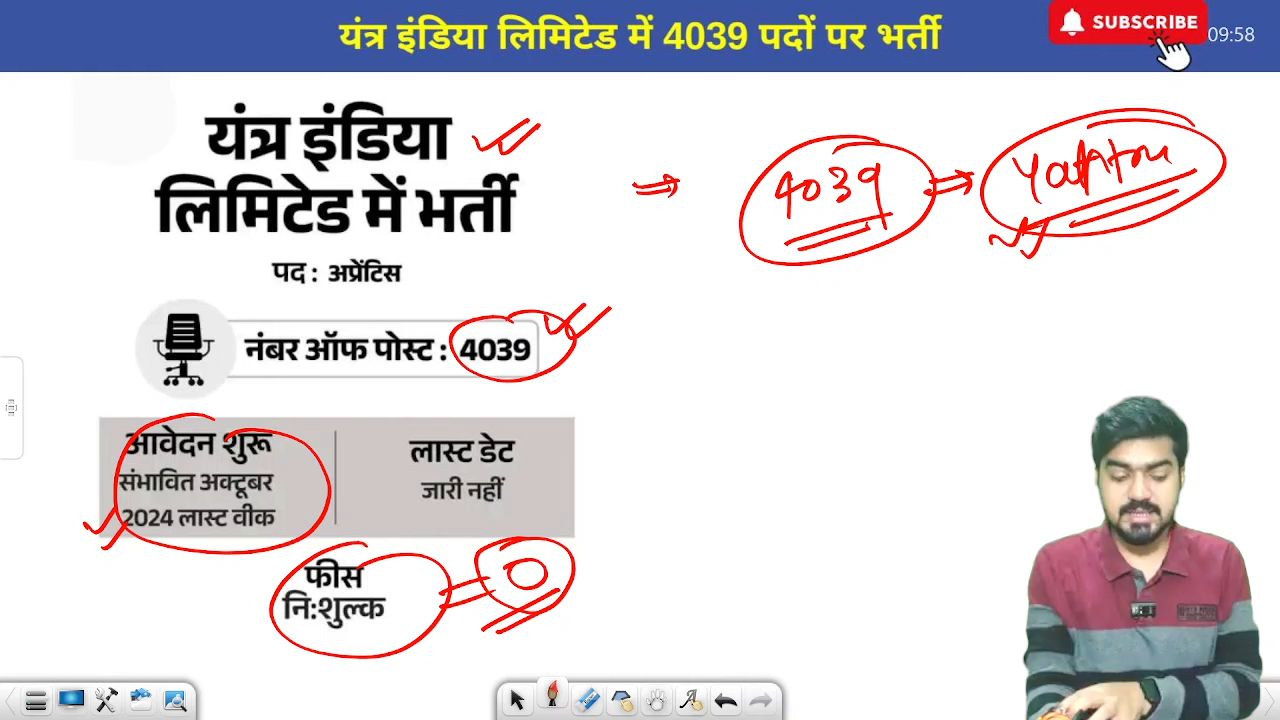 यंत्र इंडिया लिमिटेड में 4039 पदों पर भर्ती
SUBSCRIBE
09:58
यंत्र इंडिया
लिमिटेड में भर्ती
पद : अप्रेंटिस
नंबर ऑफ पोस्ट : 4039
आवेदन शुरू
संभावित अक्टूबर
2024 लास्ट वीक
लास्ट डेट
जारी नहीं
फीस
नि:शुल्क
= 0
⇒ 4039 ⇒